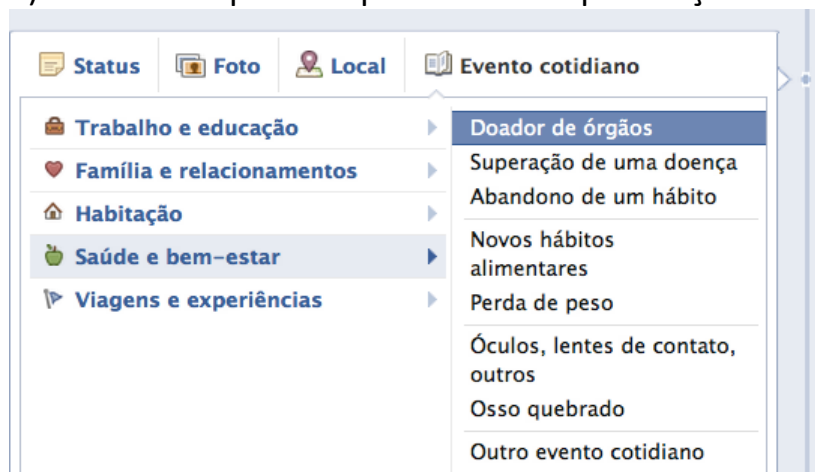 Status Foto Local Evento cotidiano
Trabalho e educação
Família e relacionamentos
Habitação
Saúde e bem-estar
Viagens e experiências
Doador de órgãos
Superação de uma doença
Abandono de um hábito
Novos hábitos
alimentares
Perda de peso
Óculos, lentes de contato,
outros
Osso quebrado
Outro evento cotidiano